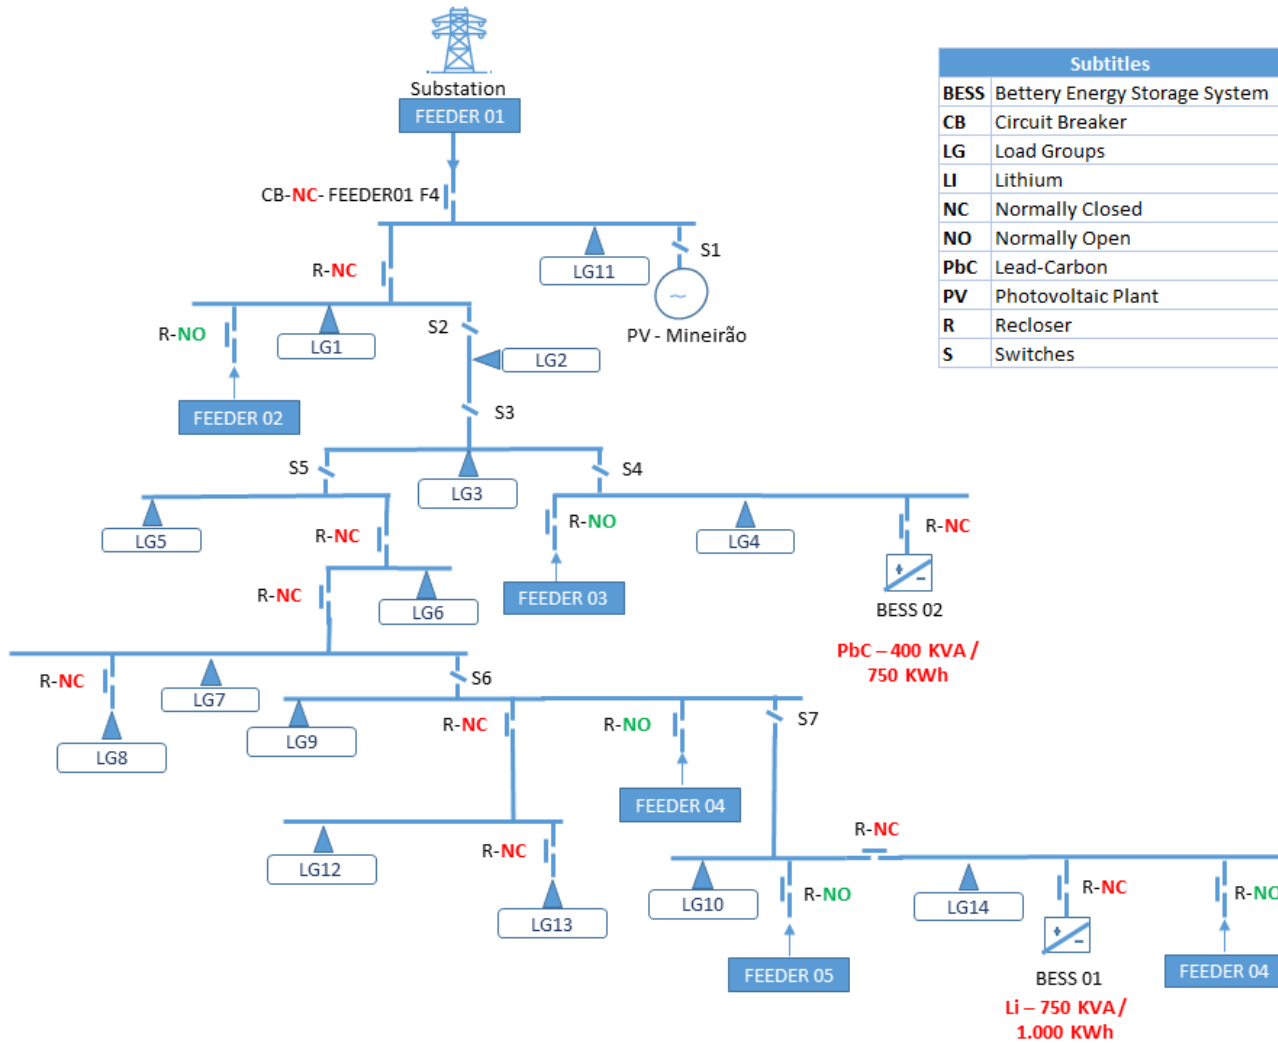 Substation
FEEDER 01
Subtitles
BESS Bettery Energy Storage System
CB Circuit Breaker
LG Load Groups
LI Lithium
NC Normally Closed
NO Normally Open
PbC Lead-Carbon
PV Photovoltaic Plant
R Recloser
S Switches
CB-NC- FEEDER01 F4
R-NC
LG11
S1
PV - Mineirão
R-NO
LG1
S2
LG2
FEEDER 02
S3
S5
LG3
S4
LG5
R-NC
R-NO
LG4
R-NC
R-NC
LG6
FEEDER 03
BESS 02
PbC – 400 KVA /
750 KWh
R-NC
LG7
S6
LG8
LG9
R-NC
R-NO
S7
FEEDER 04
LG12
R-NC
LG13
R-NC
LG10
R-NO
LG14
R-NC
R-NO
FEEDER 05
BESS 01
FEEDER 04
Li – 750 KVA /
1.000 KWh